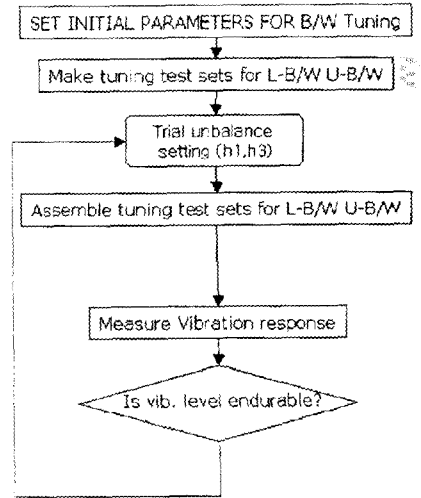 SET INITIAL PARAMETERS FOR B/W Tuning
Make tuning test sets for L-B/W U-B/W
Trial unbalance
setting (h1,h3)
Assemble tuning test sets for L-B/W U-B/W
Measure Vibration response
Is vib. level endurable?